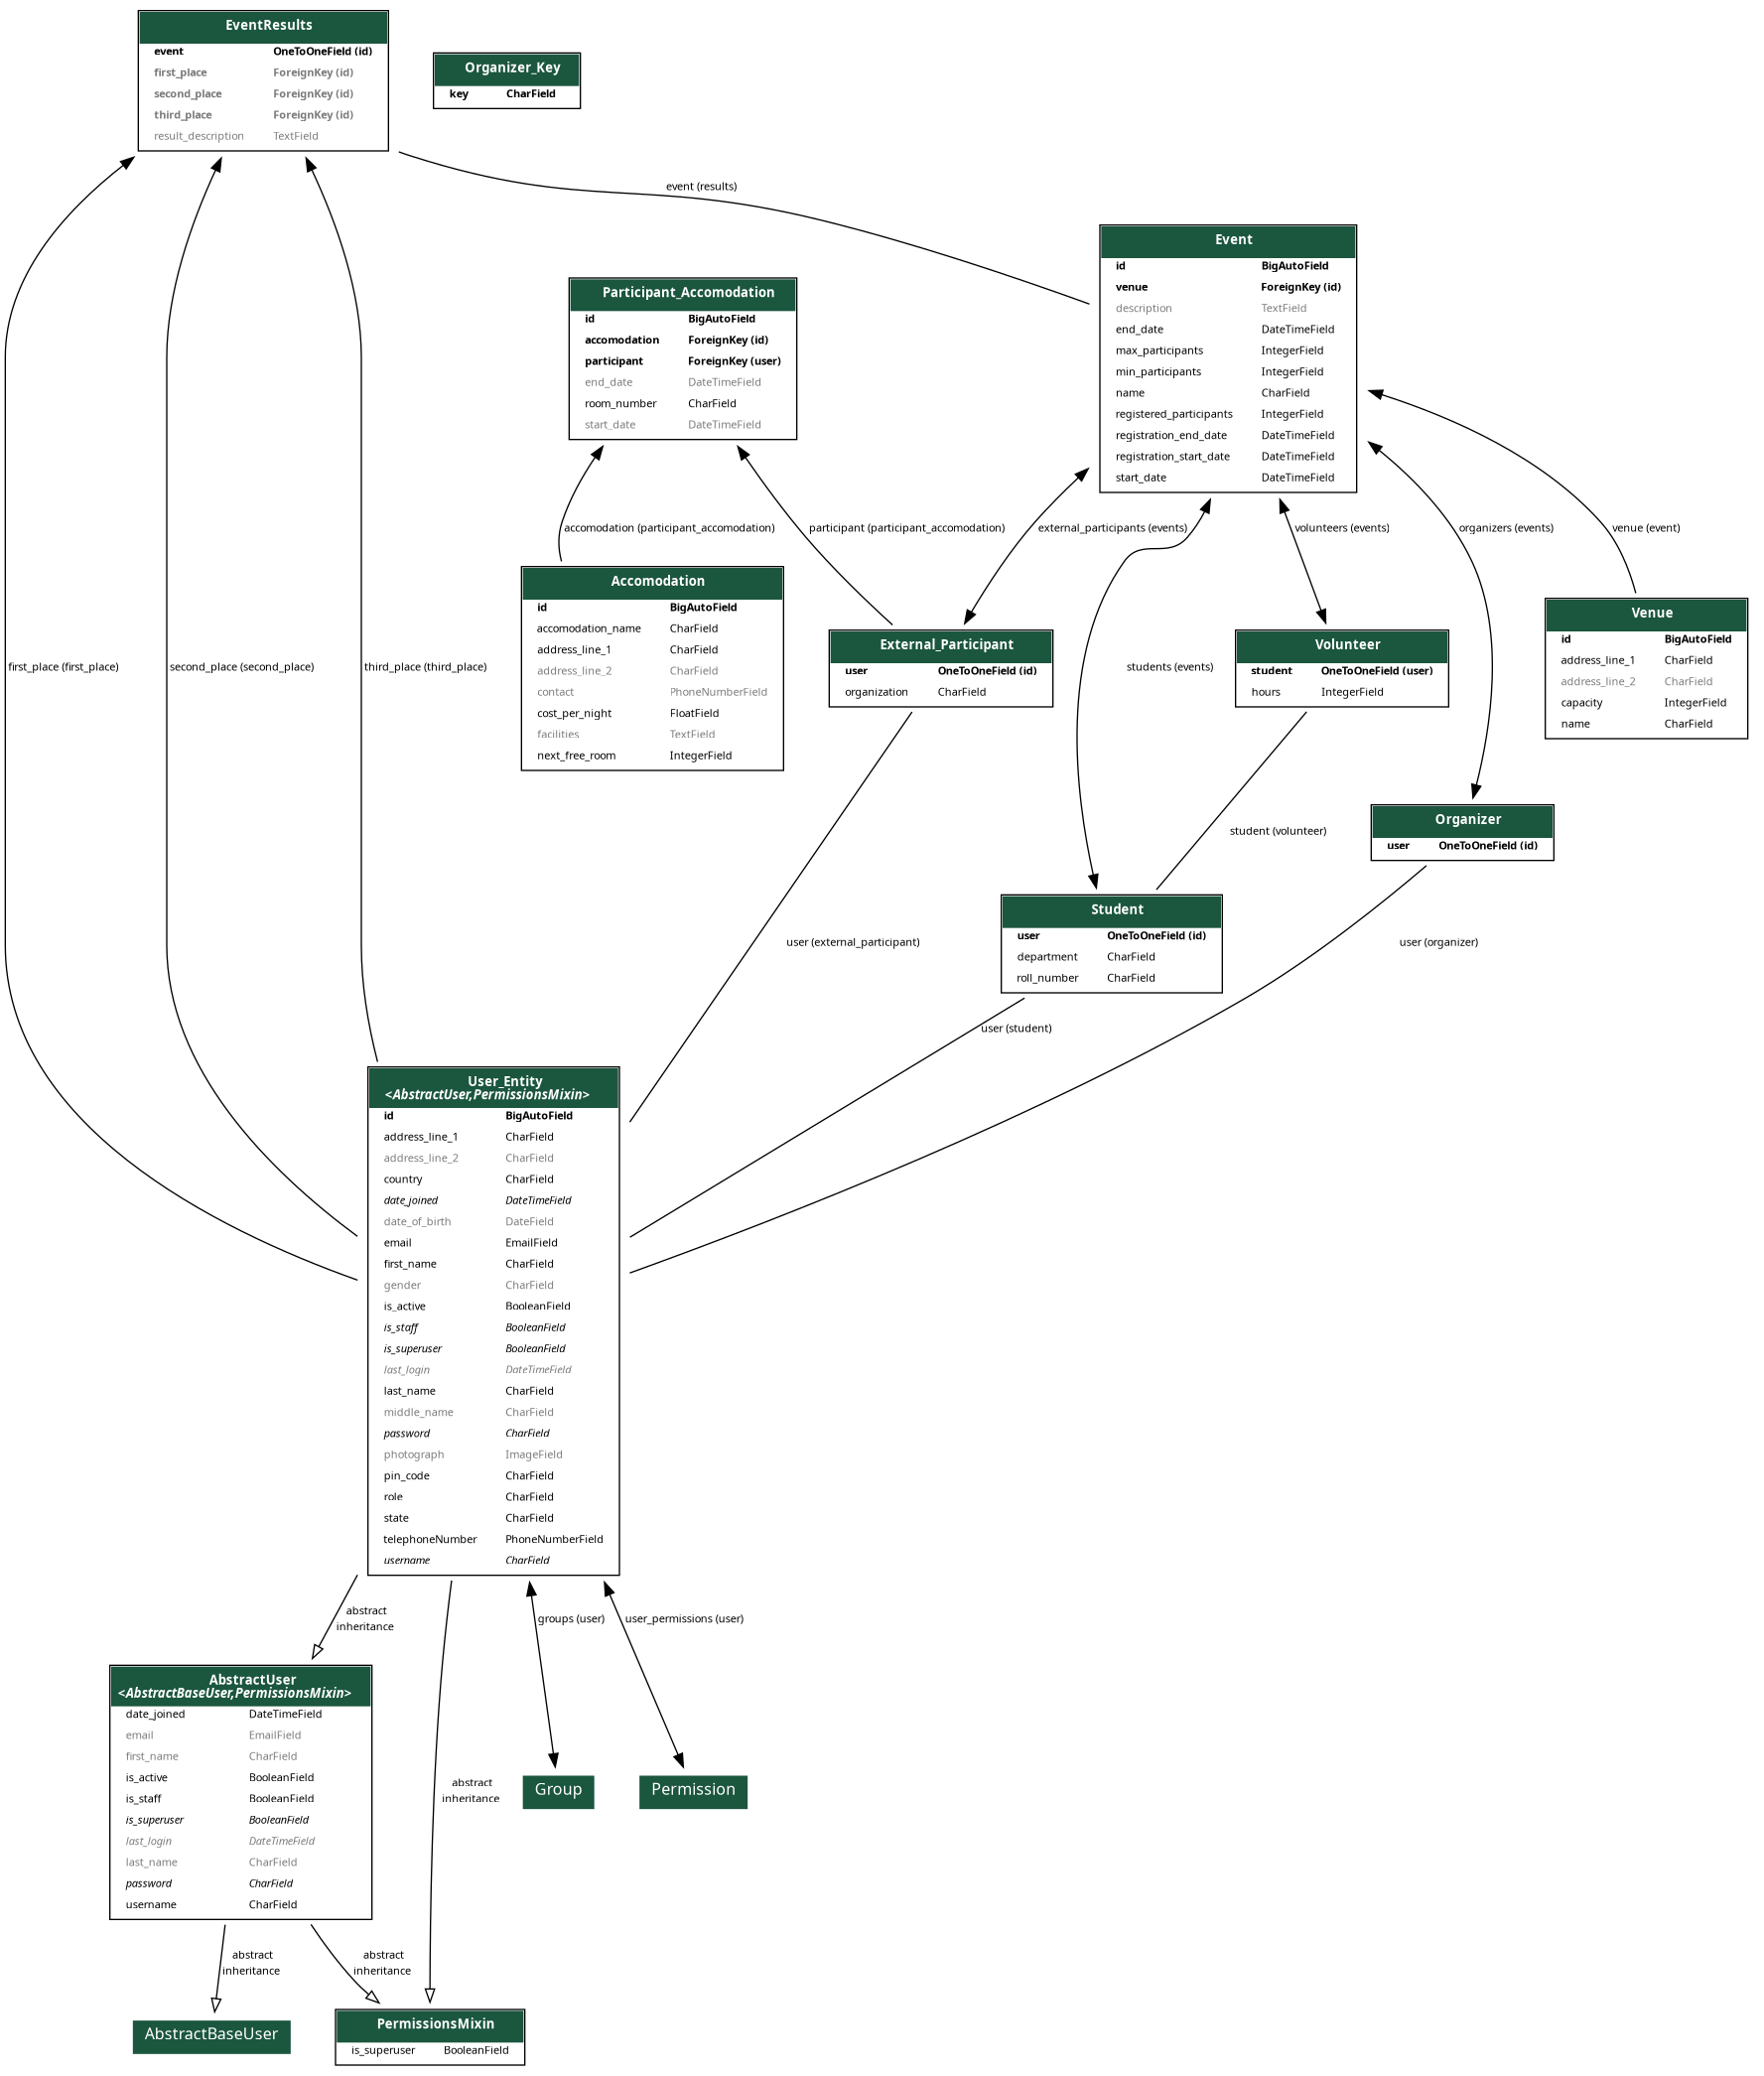 EventResults
event OneToOneField (id)
first_place ForeignKey (id)
second_place ForeignKey (id)
third_place ForeignKey (id)
result_description TextField
Organizer_Key
key CharField
event (results)
Event
id BigAutoField
venue ForeignKey (id)
description TextField
end_date DateTimeField
max_participants IntegerField
min_participants IntegerField
name CharField
registered_participants IntegerField
registration_end_date DateTimeField
registration_start_date DateTimeField
start_date DateTimeField
Participant_Accomodation
id BigAutoField
accomodation ForeignKey (id)
participant ForeignKey (user)
end_date DateTimeField
room_number CharField
start_date DateTimeField
accomodation (participant_accomodation)
participant (participant_accomodation)
external_participants (events)
volunteers (events)
organizers (events)
venue (event)
Accomodation
id BigAutoField
accomodation_name CharField
address_line_1 CharField
address_line_2 CharField
contact PhoneNumberField
cost_per_night FloatField
facilities TextField
next_free_room IntegerField
External_Participant
user OneToOneField (id)
organization CharField
Volunteer
student OneToOneField (user)
hours IntegerField
Venue
id BigAutoField
address_line_1 CharField
address_line_2 CharField
capacity IntegerField
name CharField
first_place (first_place)
second_place (second_place)
third_place (third_place)
students (events)
student (volunteer)
Organizer
user OneToOneField (id)
Student
user OneToOneField (id)
department CharField
roll_number CharField
user (external_participant)
user (organizer)
user (student)
User_Entity
<AbstractUser,PermissionsMixin>
id BigAutoField
address_line_1 CharField
address_line_2 CharField
country CharField
date_joined DateTimeField
date_of_birth DateField
email EmailField
first_name CharField
gender CharField
is_active BooleanField
is_staff BooleanField
is_superuser BooleanField
last_login DateTimeField
last_name CharField
middle_name CharField
password CharField
photograph ImageField
pin_code CharField
role CharField
state CharField
telephoneNumber PhoneNumberField
username CharField
abstract
inheritance
groups (user)
user_permissions (user)
AbstractUser
<AbstractBaseUser,PermissionsMixin>
date_joined DateTimeField
email EmailField
first_name CharField
is_active BooleanField
is_staff BooleanField
is_superuser BooleanField
last_login DateTimeField
last_name CharField
password CharField
username CharField
abstract
inheritance
Group
Permission
abstract
inheritance
abstract
inheritance
AbstractBaseUser
PermissionsMixin
is_superuser BooleanField